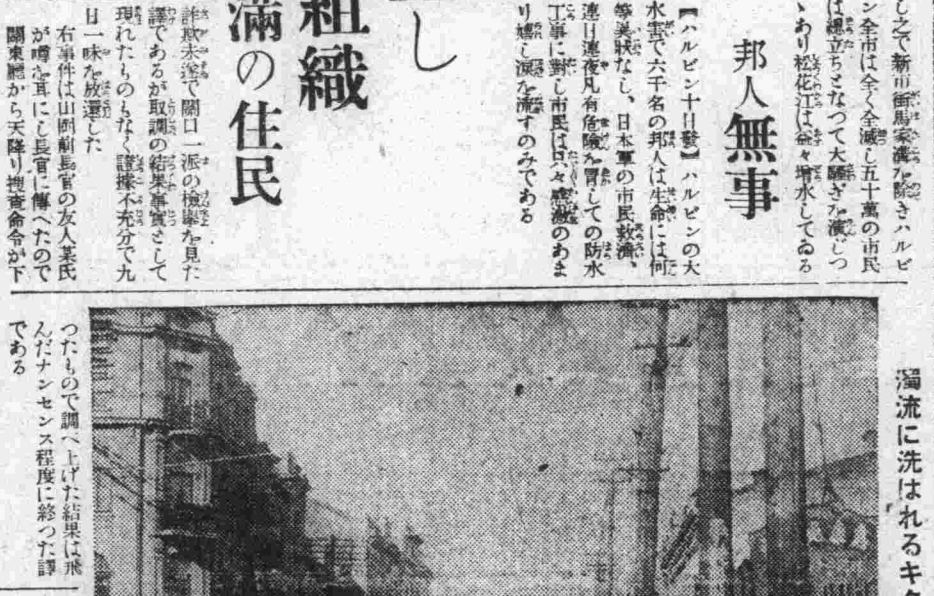 し之で新市街馬家溝を除きハルビ
ン全市は全く全滅し五十萬の市民
は總立ちとなつて大騷ぎを演じつ
ゝあり松花江は益々增水してゐる
邦人無事
【ハルビン十日發】ハルビンの大
水害で六千名の邦人は生命には何
等異狀なし、日本軍の市民救濟、
連日連夜凡有危險を冒しての防水
工事に對し市民は只々感激のあま
り嬉し淚を流すのみである
し
組織
滿の住民
詐欺未遂で關口一派の檢擧を見た
譯であるが取調の結果事實として
現れたものもなく證據不充分で九
日一味を放還した
右事件は山岡前長官の友人某氏
が噂を耳にし長官に傳へたので
關東廳から天降り搜查命令が下
つたもので調べ上げた結果は飛
んだナンセンス程度に終つた譯
である
濁流に洗はれるキタ